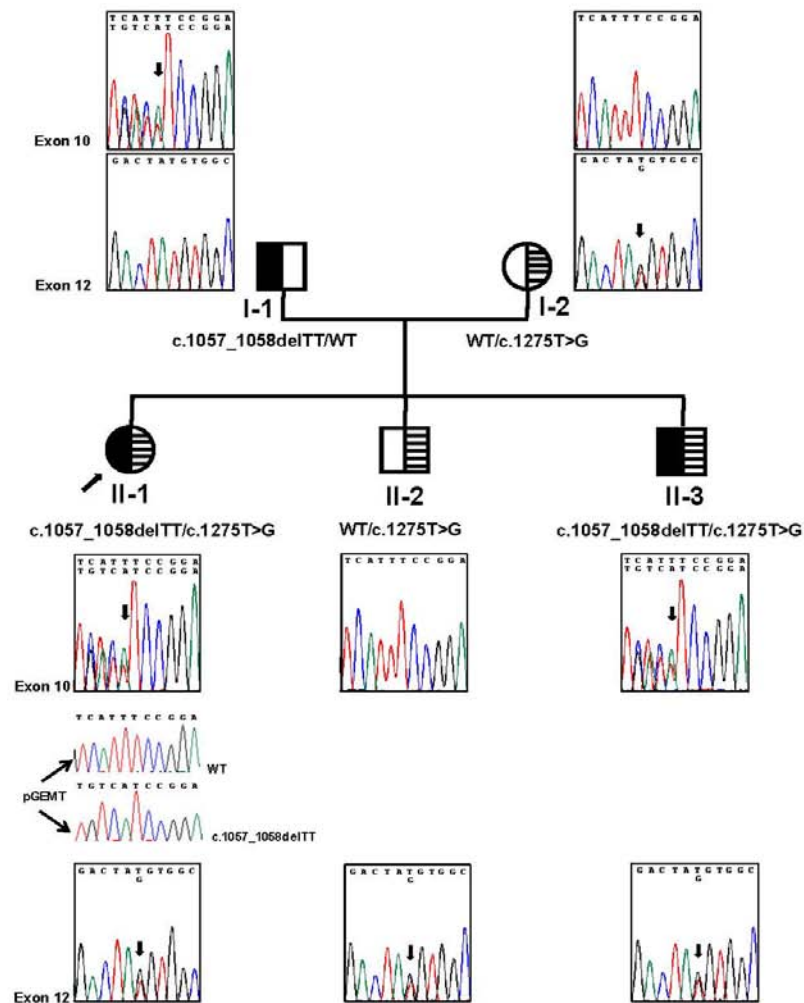 T C A T T T C C G G A
T G T C A T C C G G A
Exon 10
G A C T A T G T G G C
Exon 12
T C A T T T C C G G A
G A C T A T G T G G C
G
I-1
c.1057_1058delTT/WT
I-2
WT/c.1275T>G
II-1
c.1057_1058delTT/c.1275T>G
II-2
WT/c.1275T>G
II-3
c.1057_1058delTT/c.1275T>G
T C A T T T C C G G A
T G T C A T C C G G A
Exon 10
T C A T T T C C G G A
T C A T T T C C G G A
T G T C A T C C G G A
T C A T T T C C G G A
WT
pGEMT
T G T C A T C C G G A
c.1057_1058delTT
G A C T A T G T G G C
G
Exon 12
G A C T A T G T G G C
G
G A C T A T G T G G C
G